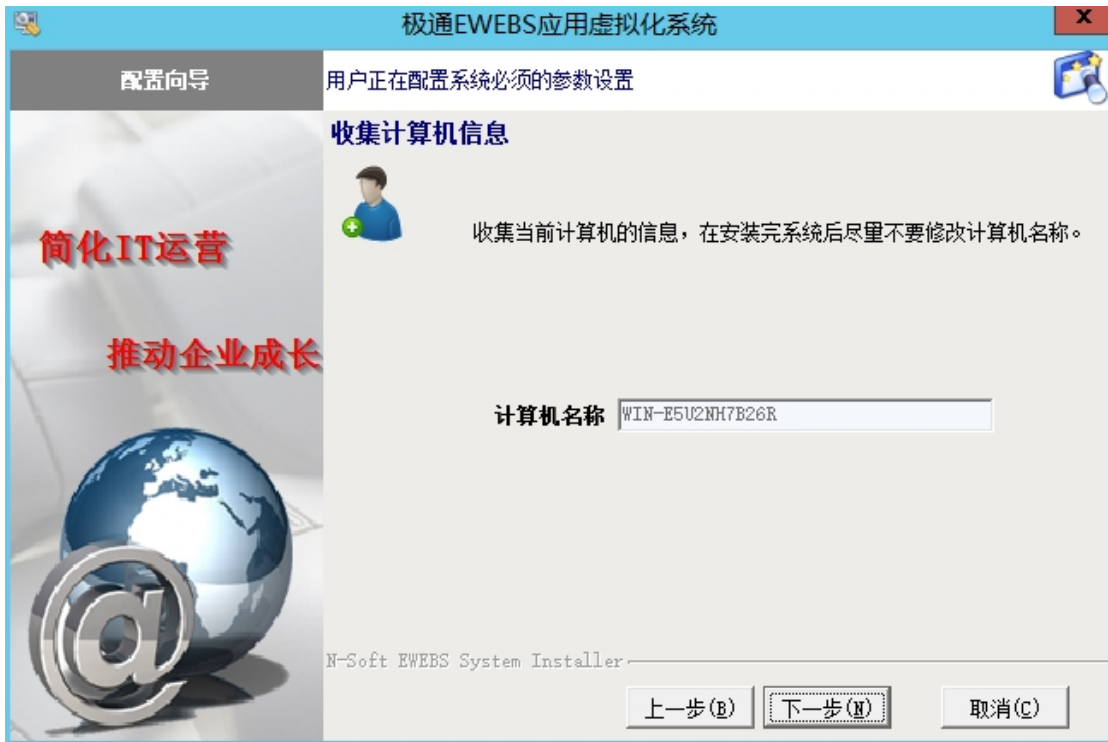 极通EWEBS应用虚拟化系统
x
配置向导
用户正在配置系统必须的参数设置
收集计算机信息
收集当前计算机的信息，在安装完系统后尽量不要修改计算机名称。
简化IT运营
推动企业成长
计算机名称 WIN-E5U2NH7B26R
@
N-Soft EWEBS System Installer
上一步(B) 下一步(N) 取消(C)